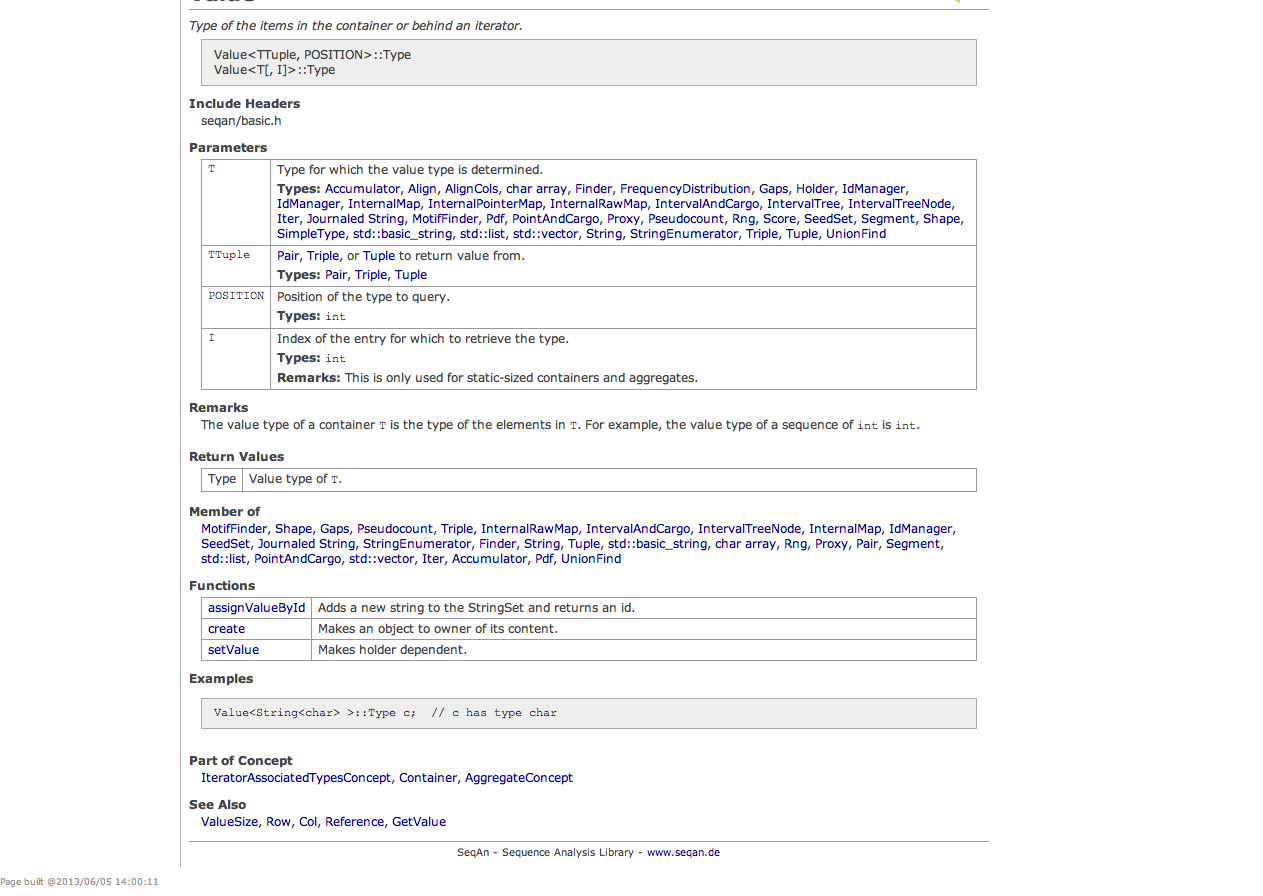 Type of the items in the container or behind an iterator.
Value<TTuple, POSITION>::Type
Value<T[, I]>::Type
Include Headers
seqan/basic.h
Parameters
T Type for which the value type is determined.
Types: Accumulator, Align, AlignCols, char array, Finder, FrequencyDistribution, Gaps, Holder, IdManager,
IdManager, InternalMap, InternalPointerMap, InternalRawMap, IntervalAndCargo, IntervalTree, IntervalTreeNode,
Iter, Journaled String, MotifFinder, Pdf, PointAndCargo, Proxy, Pseudocount, Rng, Score, SeedSet, Segment, Shape,
SimpleType, std::basic_string, std::list, std::vector, String, StringEnumerator, Triple, Tuple, UnionFind
TTuple Pair, Triple, or Tuple to return value from.
Types: Pair, Triple, Tuple
POSITION Position of the type to query.
Types: int
I Index of the entry for which to retrieve the type.
Types: int
Remarks: This is only used for static-sized containers and aggregates.
Remarks
The value type of a container T is the type of the elements in T. For example, the value type of a sequence of int is int.
Return Values
Type Value type of T.
Member of
MotifFinder, Shape, Gaps, Pseudocount, Triple, InternalRawMap, IntervalAndCargo, IntervalTreeNode, InternalMap, IdManager,
SeedSet, Journaled String, StringEnumerator, Finder, String, Tuple, std::basic_string, char array, Rng, Proxy, Pair, Segment,
std::list, PointAndCargo, std::vector, Iter, Accumulator, Pdf, UnionFind
Functions
assignValueById Adds a new string to the StringSet and returns an id.
create Makes an object to owner of its content.
setValue Makes holder dependent.
Examples
Value<String<char> >::Type c;  // c has type char
Part of Concept
IteratorAssociatedTypesConcept, Container, AggregateConcept
See Also
ValueSize, Row, Col, Reference, GetValue
SeqAn - Sequence Analysis Library - www.seqan.de
Page built @2013/06/05 14:00:11